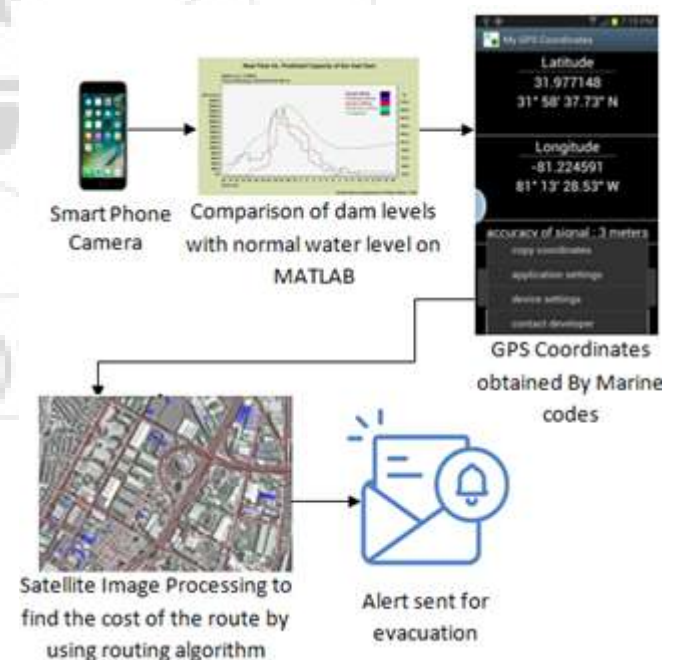 My GPS Coordinates
Latitude
31.977148
31° 58' 37.73" N
Longitude
-81.224591
81° 13' 28.53" W
accuracy of signal : 3 meters
copy coordinates
application settings
device settings
contact developer
Smart Phone
Camera
Comparison of dam levels
with normal water level on
MATLAB
GPS Coordinates
obtained By Marine
codes
Satellite Image Processing to
find the cost of the route by
using routing algorithm
Alert sent for
evacuation